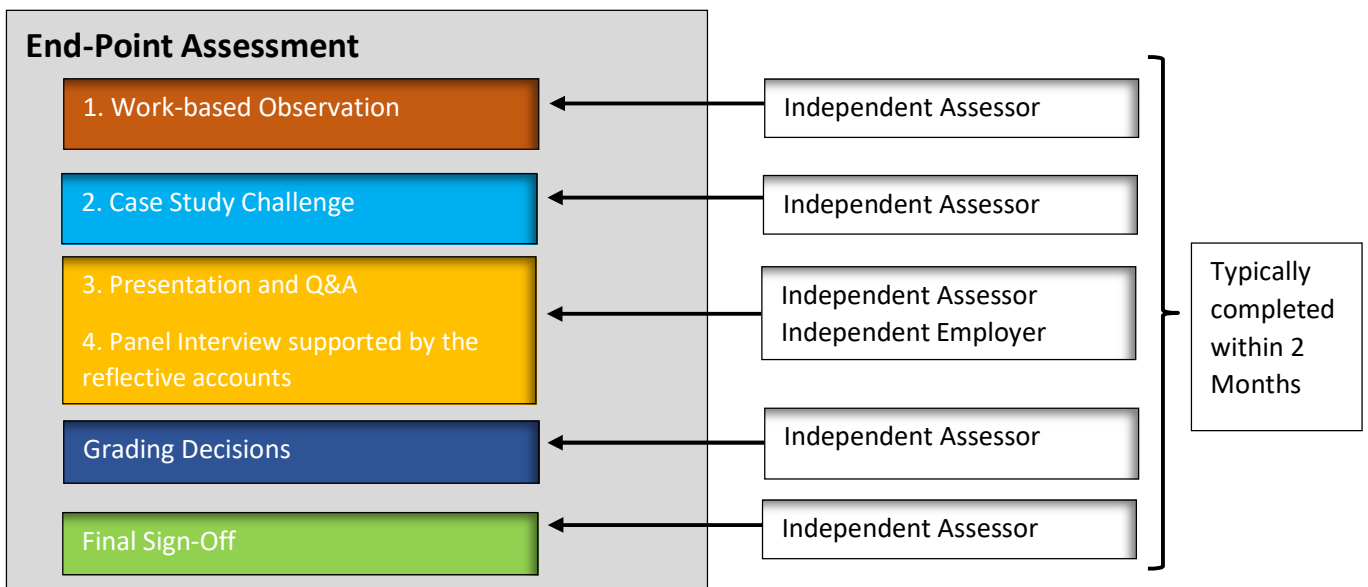 End-Point Assessment
1. Work-based Observation
Independent Assessor
2. Case Study Challenge
Independent Assessor
3. Presentation and Q&A
4. Panel Interview supported by the
reflective accounts
Independent Assessor
Independent Employer
Grading Decisions
Independent Assessor
Final Sign-Off
Independent Assessor
Typically
completed
within 2
Months